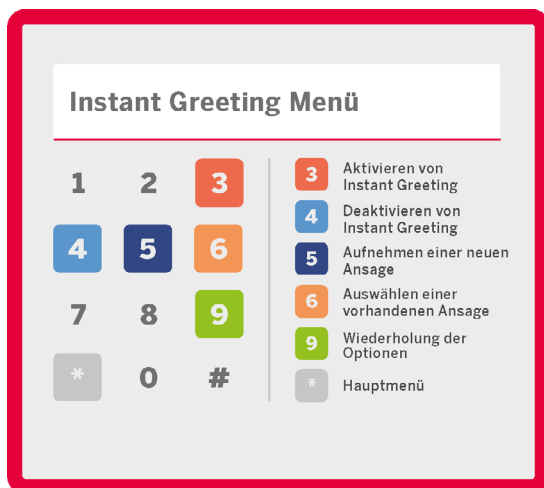 Instant Greeting Menü
1 2 3
4 5 6
7 8 9
* 0 #
3 Aktivieren von
Instant Greeting
4 Deaktivieren von
Instant Greeting
5 Aufnehmen einer neuen
Ansage
6 Auswählen einer
vorhandenen Ansage
9 Wiederholung der
Optionen
* Hauptmenü